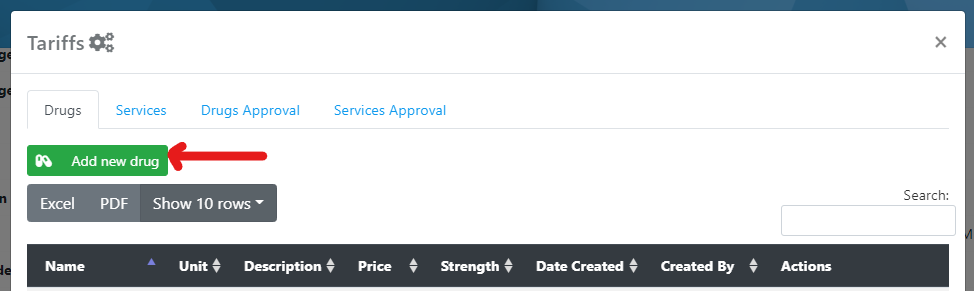 Tariffs
×
Drugs Services Drugs Approval Services Approval
Add new drug
Excel PDF Show 10 rows
Search:
Name Unit Description Price Strength Date Created Created By Actions